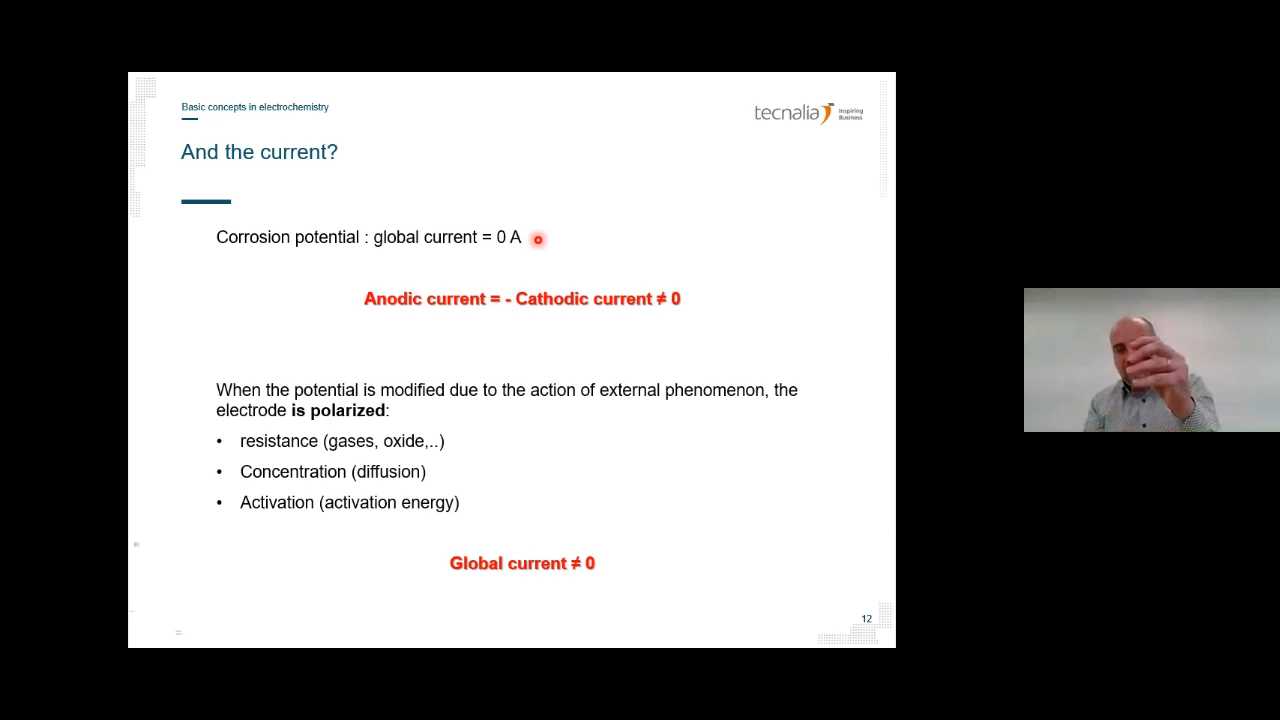 Basic concepts in electrochemistry
tecnalia Inspiring
Business
And the current?
Corrosion potential : global current = 0 A
Anodic current = - Cathodic current ≠ 0
When the potential is modified due to the action of external phenomenon, the
electrode is polarized:
• resistance (gases, oxide,..)
• Concentration (diffusion)
• Activation (activation energy)
Global current ≠ 0
12